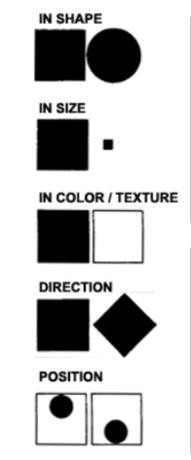 IN SHAPE
IN SIZE
IN COLOR / TEXTURE
DIRECTION
POSITION